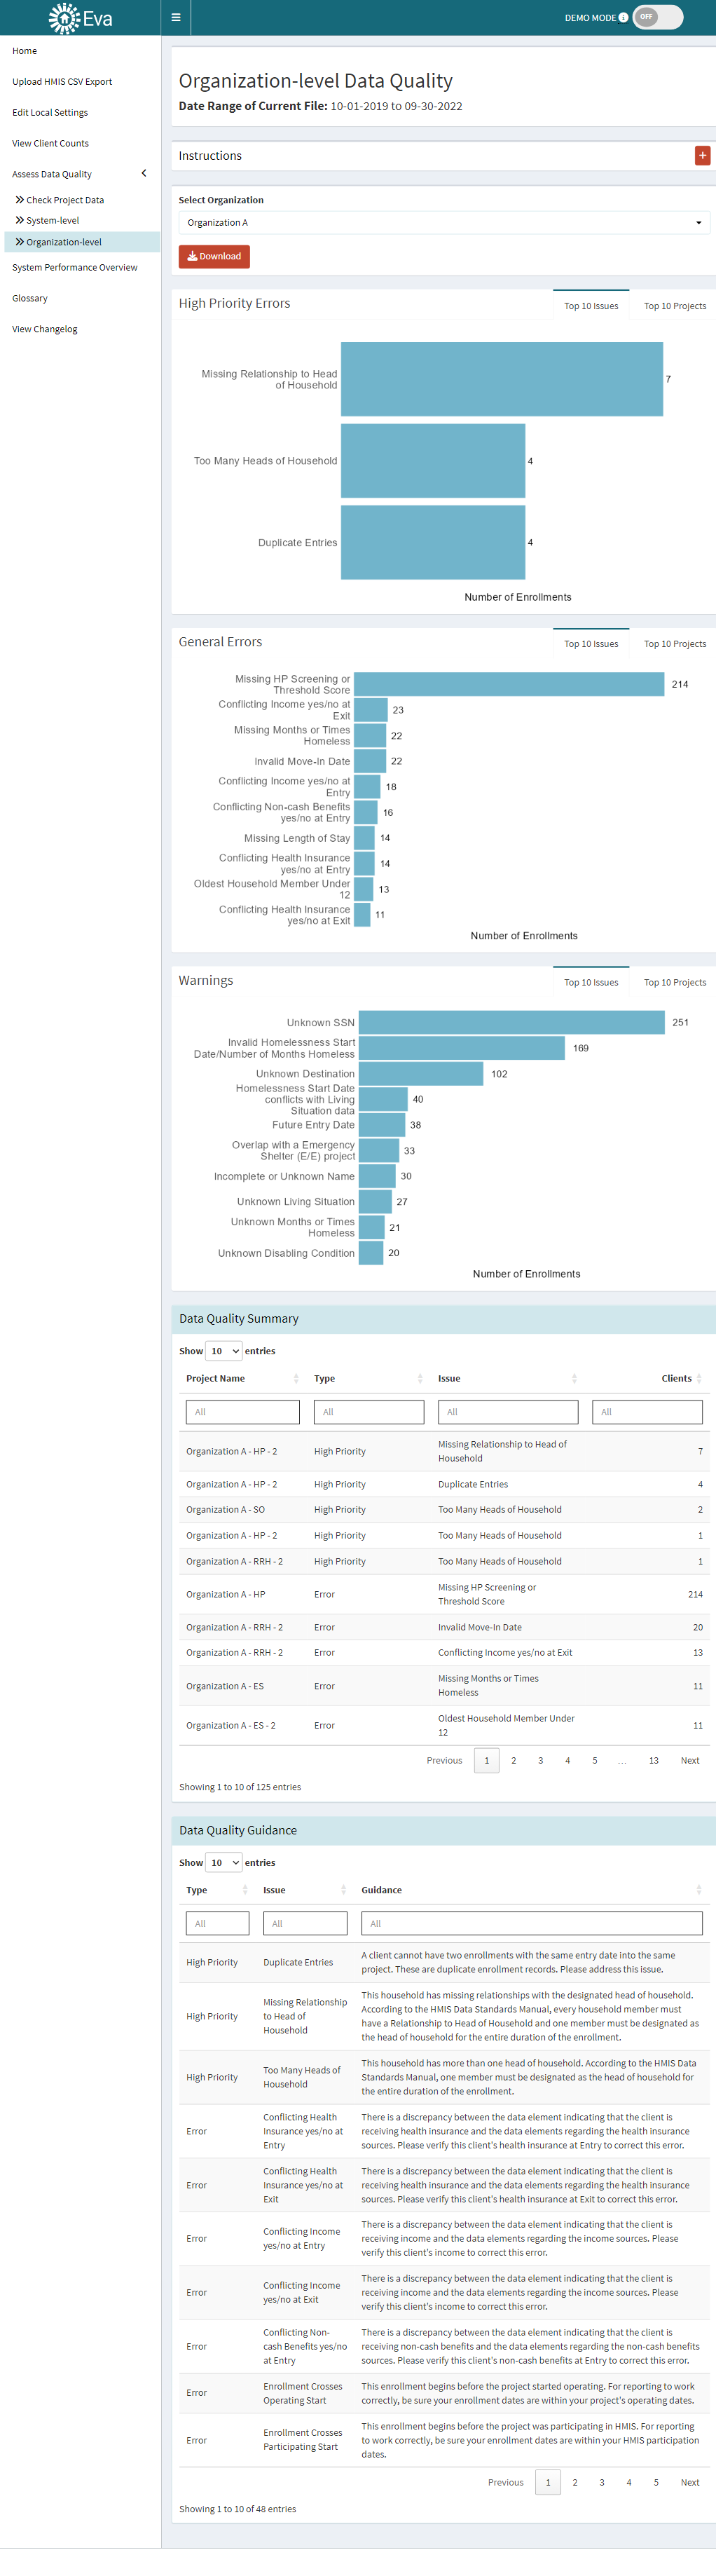 Eva
DEMO MODE
OFF
Home
Upload HMIS CSV Export
Edit Local Settings
View Client Counts
Assess Data Quality
Check Project Data
System-level
Organization-level
System Performance Overview
Glossary
View Changelog
Organization-level Data Quality
Date Range of Current File: 10-01-2019 to 09-30-2022
Instructions
+
Select Organization
Organization A
Download
High Priority Errors
Top 10 Issues
Top 10 Projects
Missing Relationship to Head
of Household
7
Too Many Heads of Household
4
Duplicate Entries
4
Number of Enrollments
General Errors
Top 10 Issues
Top 10 Projects
Missing HP Screening or
Threshold Score
214
Conflicting Income yes/no at
Exit
23
Missing Months or Times
Homeless
22
Invalid Move-In Date
22
Conflicting Income yes/no at
Entry
18
Conflicting Non-cash Benefits
yes/no at Entry
16
Missing Length of Stay
14
Conflicting Health Insurance
yes/no at Entry
14
Oldest Household Member Under
12
13
Conflicting Health Insurance
yes/no at Exit
11
Number of Enrollments
Warnings
Top 10 Issues
Top 10 Projects
Unknown SSN
251
Invalid Homelessness Start
Date/Number of Months Homeless
169
Unknown Destination
102
Homelessness Start Date
conflicts with Living
Situation data
40
Future Entry Date
38
Overlap with a Emergency
Shelter (E/E) project
33
Incomplete or Unknown Name
30
Unknown Living Situation
27
Unknown Months or Times
Homeless
21
Unknown Disabling Condition
20
Number of Enrollments
Data Quality Summary
Show 10 entries
Project Name Type Issue Clients
All All All All
Organization A - HP - 2 High Priority Missing Relationship to Head of
Household 7
Organization A - HP - 2 High Priority Duplicate Entries 4
Organization A - SO High Priority Too Many Heads of Household 2
Organization A - HP - 2 High Priority Too Many Heads of Household 1
Organization A - RRH - 2 High Priority Too Many Heads of Household 1
Organization A - HP Error Missing HP Screening or
Threshold Score 214
Organization A - RRH - 2 Error Invalid Move-In Date 20
Organization A - RRH - 2 Error Conflicting Income yes/no at Exit 13
Organization A - ES Error Missing Months or Times
Homeless 11
Organization A - ES - 2 Error Oldest Household Member Under
12 11
Previous 1 2 3 4 5 … 13 Next
Showing 1 to 10 of 125 entries
Data Quality Guidance
Show 10 entries
Type Issue Guidance
All All All
High Priority
Duplicate Entries
A client cannot have two enrollments with the same entry date into the same
project. These are duplicate enrollment records. Please address this issue.
High Priority
Missing Relationship
to Head of
Household
This household has missing relationships with the designated head of household.
According to the HMIS Data Standards Manual, every household member must
have a Relationship to Head of Household and one member must be designated as
the head of household for the entire duration of the enrollment.
High Priority
Too Many Heads of
Household
This household has more than one head of household. According to the HMIS Data
Standards Manual, one member must be designated as the head of household for
the entire duration of the enrollment.
Error
Conflicting Health
Insurance yes/no at
Entry
There is a discrepancy between the data element indicating that the client is
receiving health insurance and the data elements regarding the health insurance
sources. Please verify this client's health insurance at Entry to correct this error.
Error
Conflicting Health
Insurance yes/no at
Exit
There is a discrepancy between the data element indicating that the client is
receiving health insurance and the data elements regarding the health insurance
sources. Please verify this client's health insurance at Exit to correct this error.
Error
Conflicting Income
yes/no at Entry
There is a discrepancy between the data element indicating that the client is
receiving income and the data elements regarding the income sources. Please
verify this client's income to correct this error.
Error
Conflicting Income
yes/no at Exit
There is a discrepancy between the data element indicating that the client is
receiving income and the data elements regarding the income sources. Please
verify this client's income to correct this error.
Error
Conflicting Non-
cash Benefits yes/no
at Entry
There is a discrepancy between the data element indicating that the client is
receiving non-cash benefits and the data elements regarding the non-cash benefits
sources. Please verify this client's non-cash benefits at Entry to correct this error.
Error
Enrollment Crosses
Operating Start
This enrollment begins before the project started operating. For reporting to work
correctly, be sure your enrollment dates are within your project's operating dates.
Error
Enrollment Crosses
Participating Start
This enrollment begins before the project was participating in HMIS. For reporting
to work correctly, be sure your enrollment dates are within your HMIS participation
dates.
Previous 1 2 3 4 5 Next
Showing 1 to 10 of 48 entries